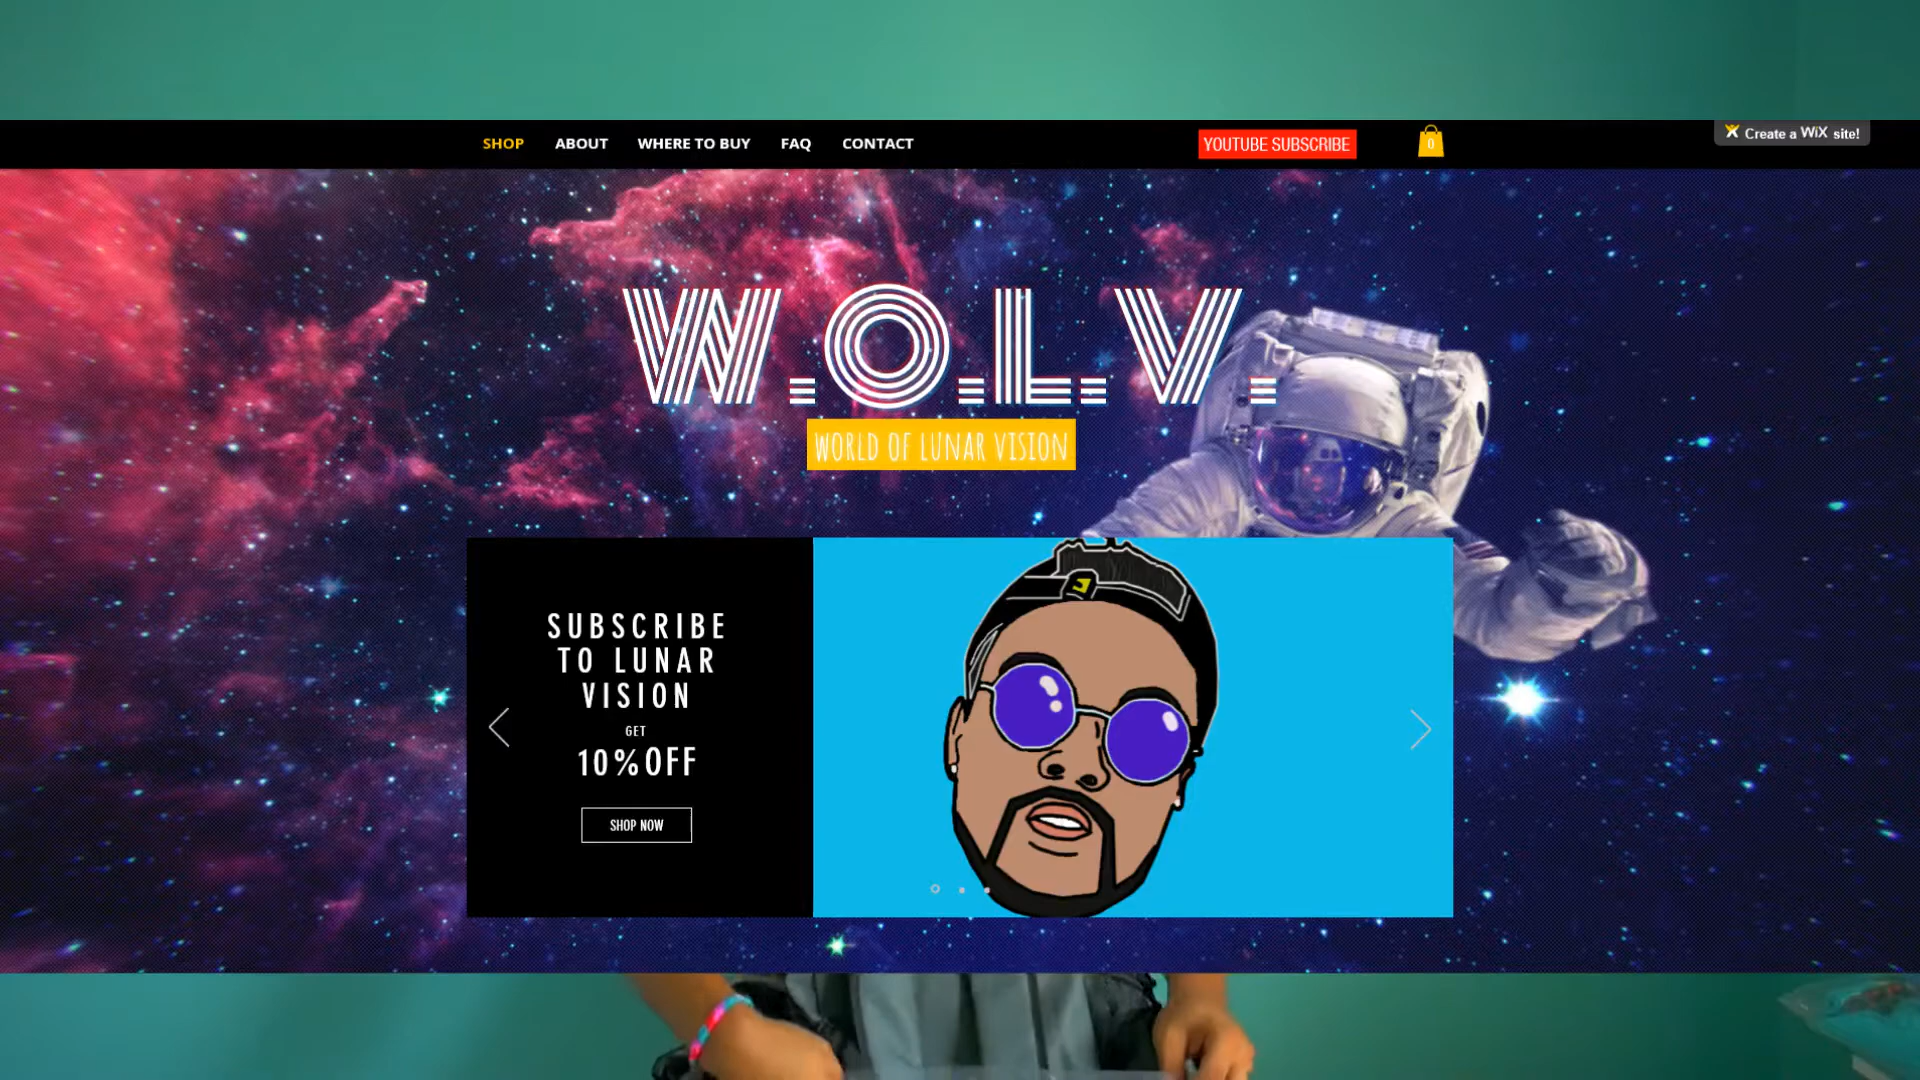 SHOP ABOUT WHERE TO BUY FAQ CONTACT YOUTUBE SUBSCRIBE 0 Create a WiX site!
W.O.L.V.
WORLD OF LUNAR VISION
SUBSCRIBE
TO LUNAR
VISION
GET
10%OFF
SHOP NOW